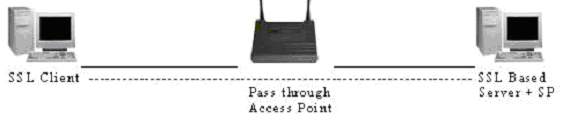 SSL Client
Pass through
Access Point
SSL Based
Server + SP